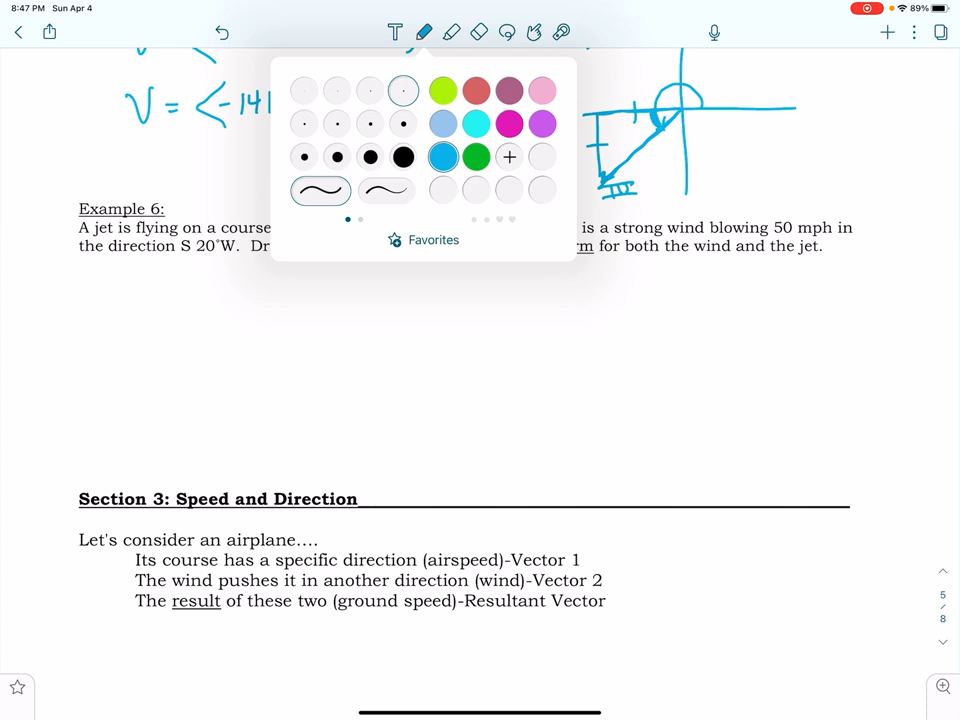 8:47 PM Sun Apr 4
89%
T
V = <-141
III
Example 6:
A jet is flying on a course is a strong wind blowing 50 mph in
the direction S 20°W. Dr rm for both the wind and the jet.
Favorites
Section 3: Speed and Direction
Let's consider an airplane....
Its course has a specific direction (airspeed)-Vector 1
The wind pushes it in another direction (wind)-Vector 2
The result of these two (ground speed)-Resultant Vector
5
/
8